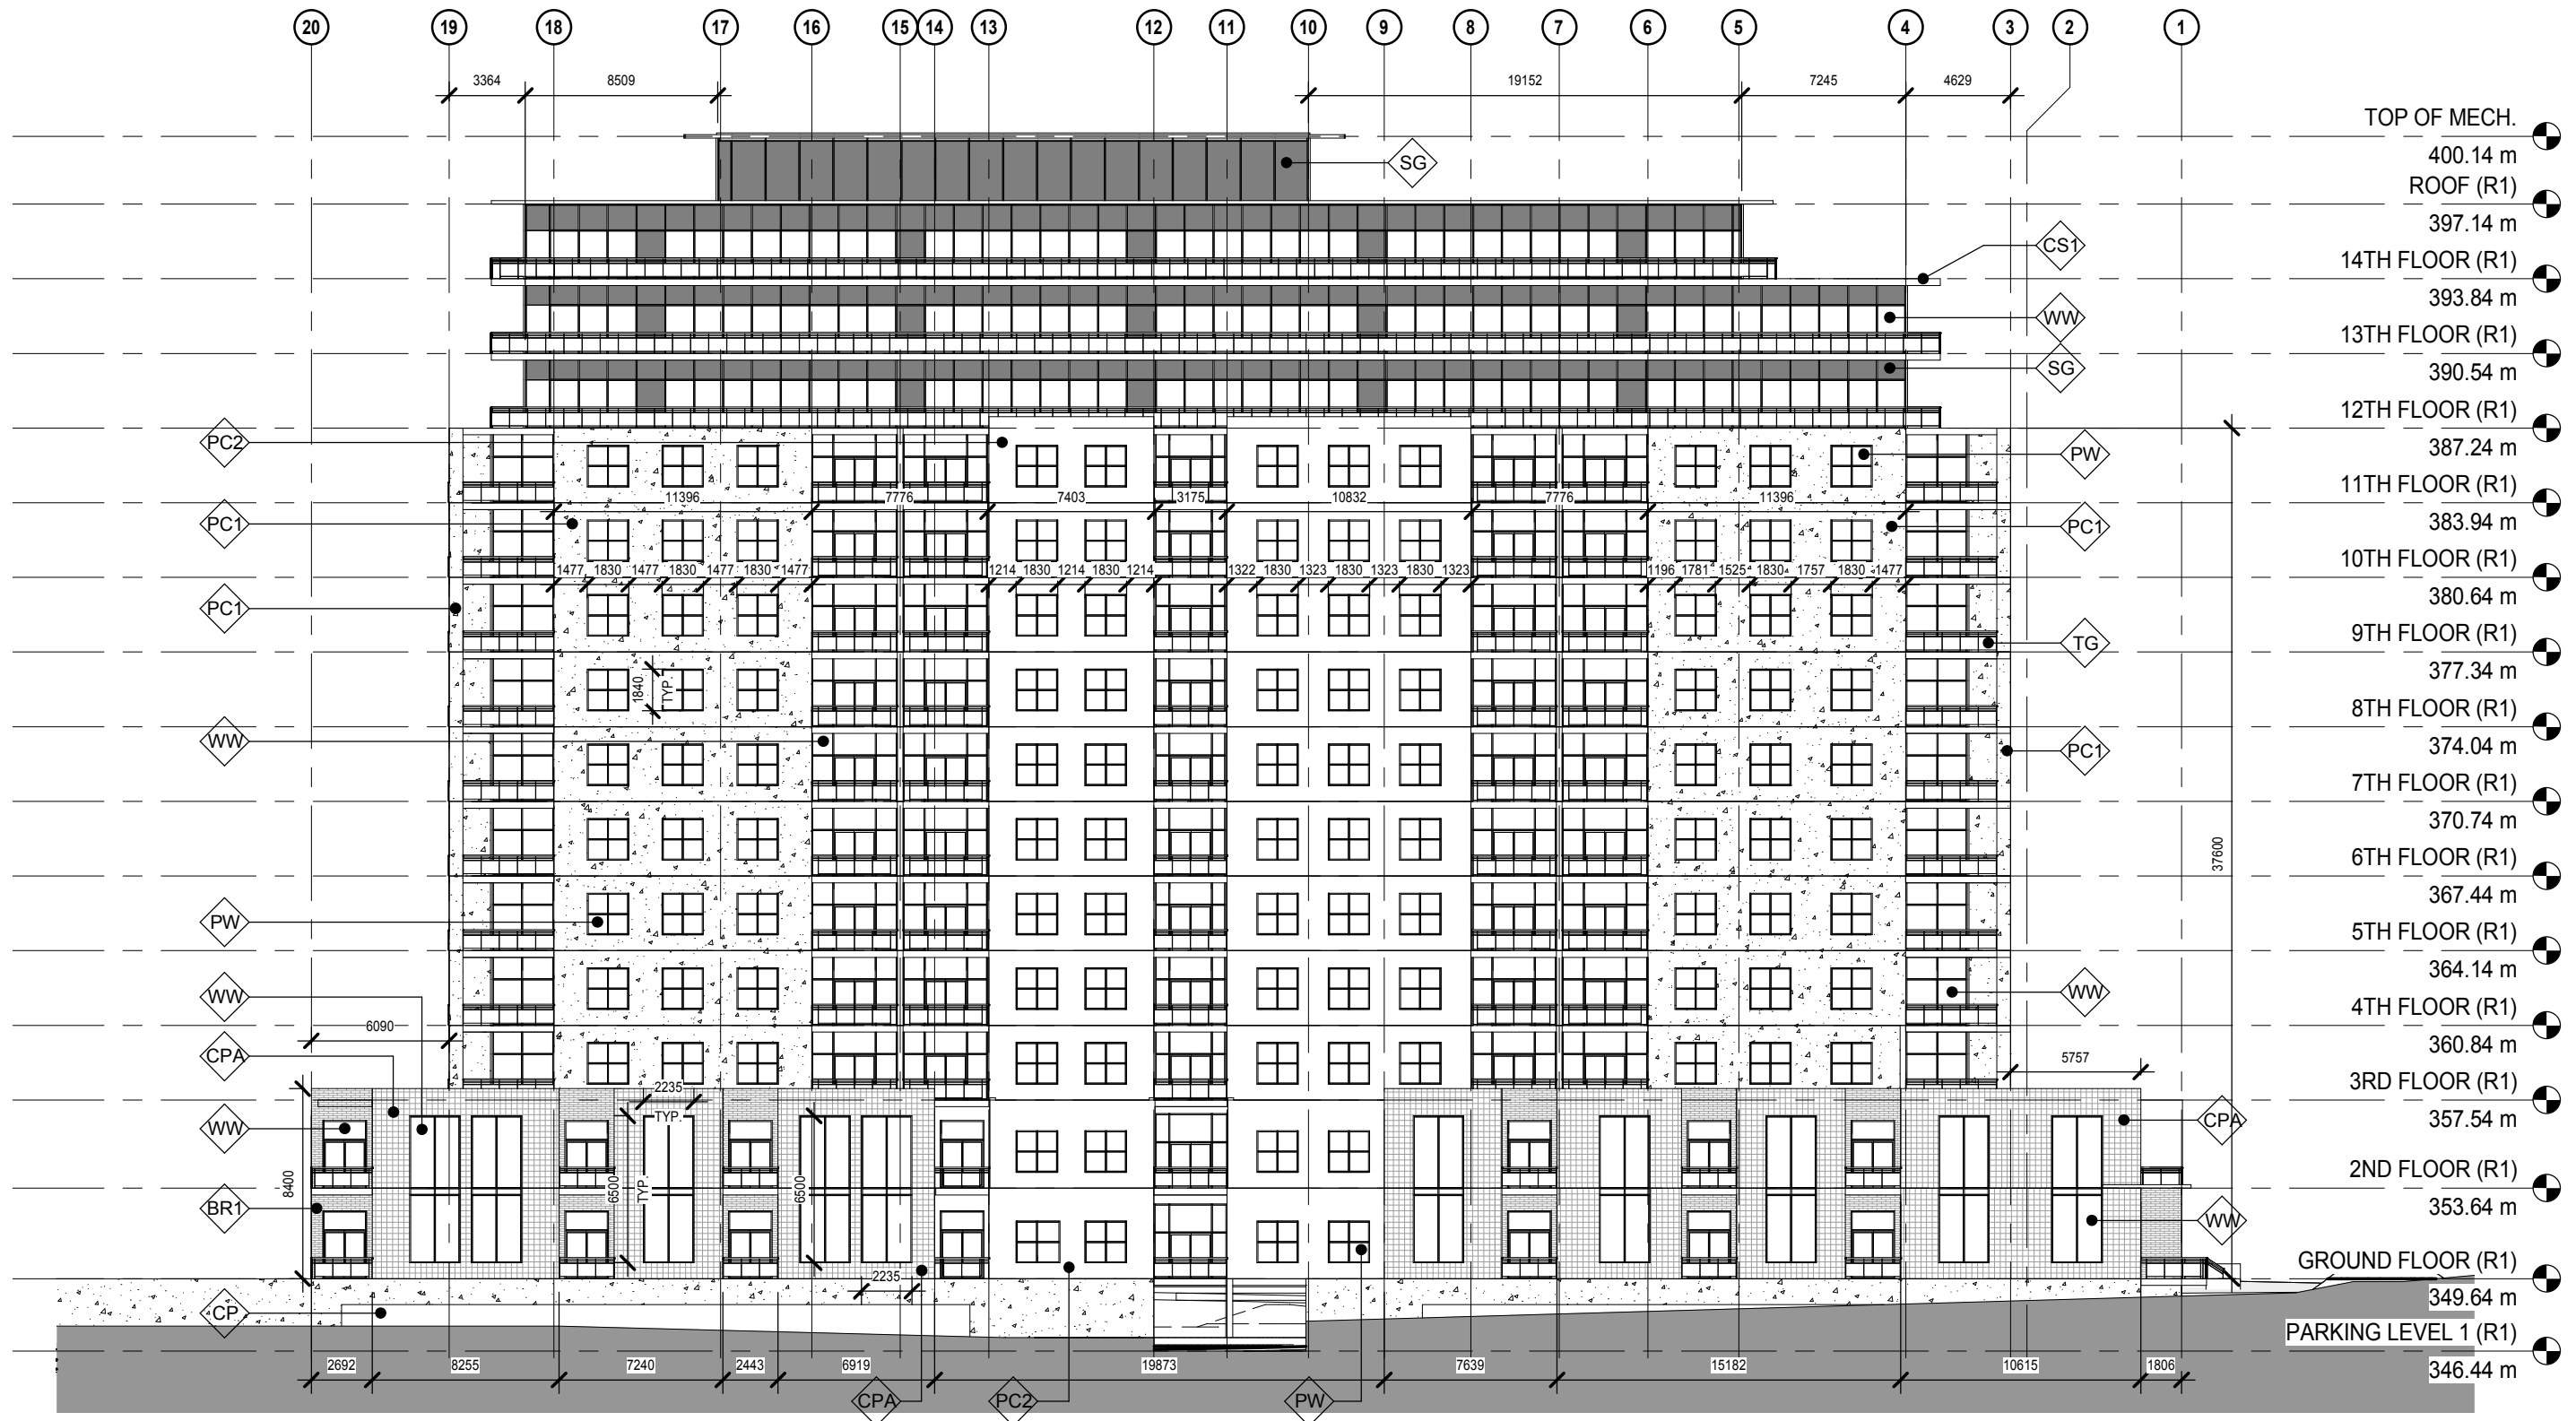 20 19 18 17 16 15 14 13 12 11 10 9 8 7 6 5 4 3 2 1
3364 8509 19152 7245 4629
TOP OF MECH.
400.14 m
SG
ROOF (R1)
397.14 m
CS1
14TH FLOOR (R1)
393.84 m
WW
13TH FLOOR (R1)
390.54 m
SG
12TH FLOOR (R1)
387.24 m
PC2 PW
11TH FLOOR (R1)
383.94 m
11396 7776 7403 3175 10832 7776 11396
PC1 PC1
10TH FLOOR (R1)
380.64 m
1477 1830 1477 1830 1477 1830 1477 1214 1830 1214 1830 1214 1322 1830 1323 1830 1323 1830 1323 1196 1781 1525 1830 1757 1830 1477
PC1 TG
9TH FLOOR (R1)
377.34 m
1840
TYP.
8TH FLOOR (R1)
374.04 m
WW PC1
7TH FLOOR (R1)
370.74 m
37600
6TH FLOOR (R1)
367.44 m
PW
5TH FLOOR (R1)
364.14 m
WW WW
4TH FLOOR (R1)
360.84 m
6090
CPA
5757
3RD FLOOR (R1)
357.54 m
2235
TYP.
WW CPA
2ND FLOOR (R1)
353.64 m
8400
6500
TYP.
6500
BR1 WW
GROUND FLOOR (R1)
349.64 m
2235
CP
PARKING LEVEL 1 (R1)
346.44 m
2692 8255 7240 2443 6919 19873 7639 15182 10615 1806
CPA PC2 PW